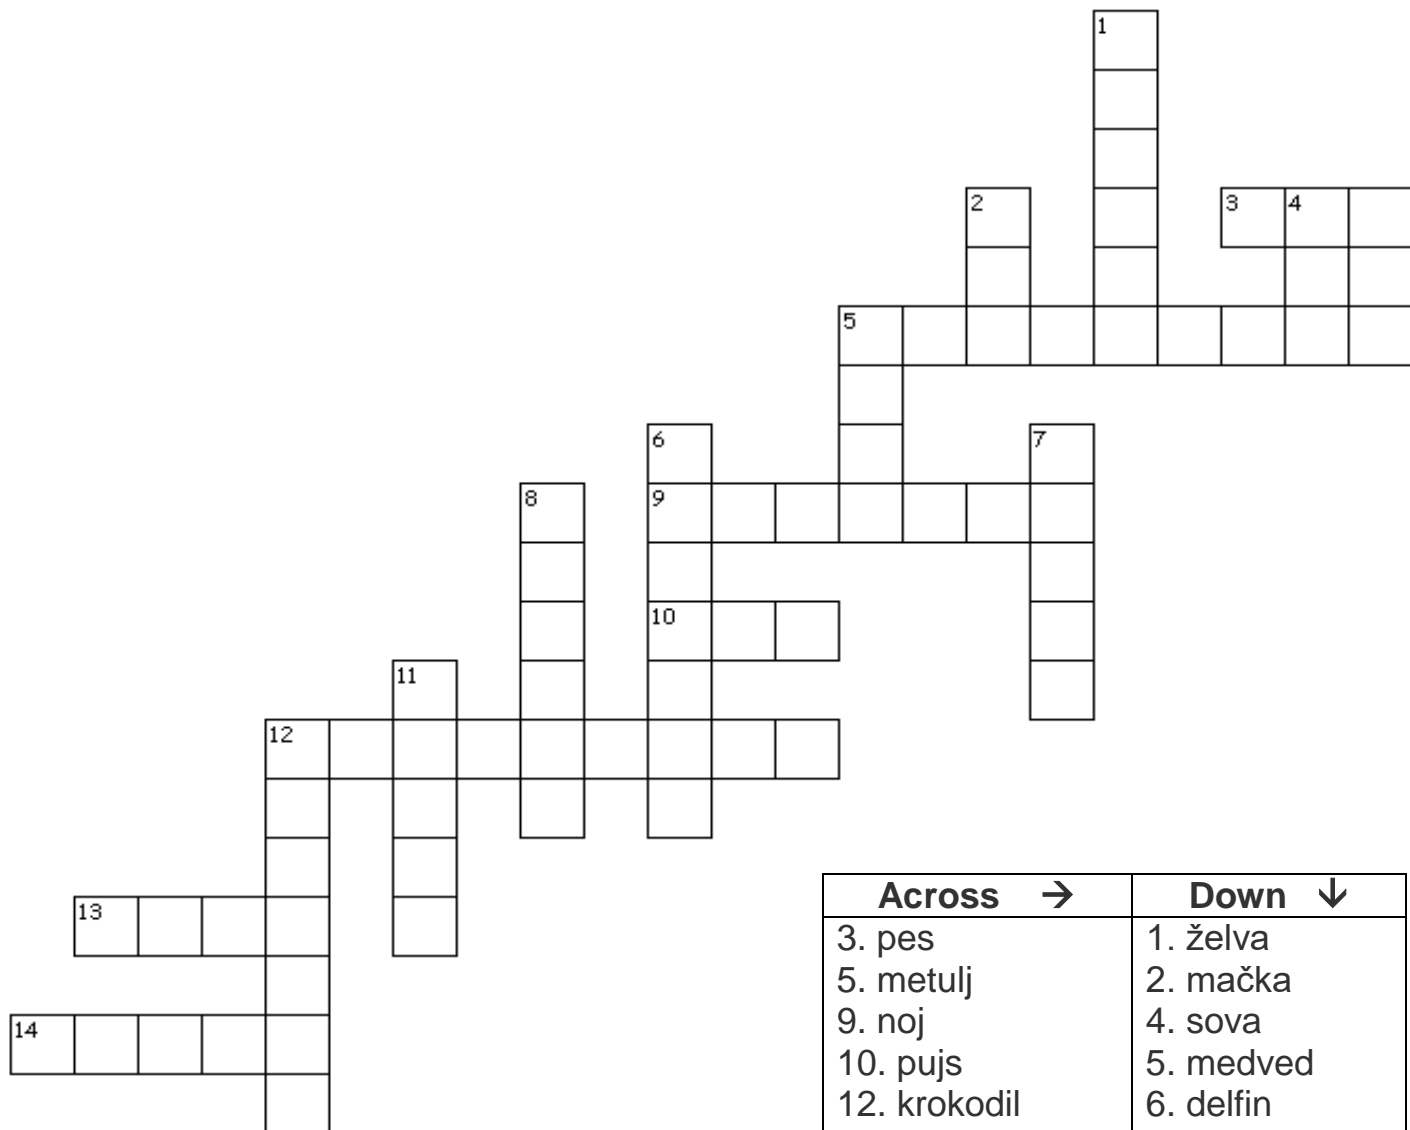 1
2
3 4
5
6
7
8
9
10
11
12
13
14
Across → Down ↓
3. pes 1. želva
5. metulj 2. mačka
9. noj 4. sova
10. pujs 5. medved
12. krokodil 6. delfin